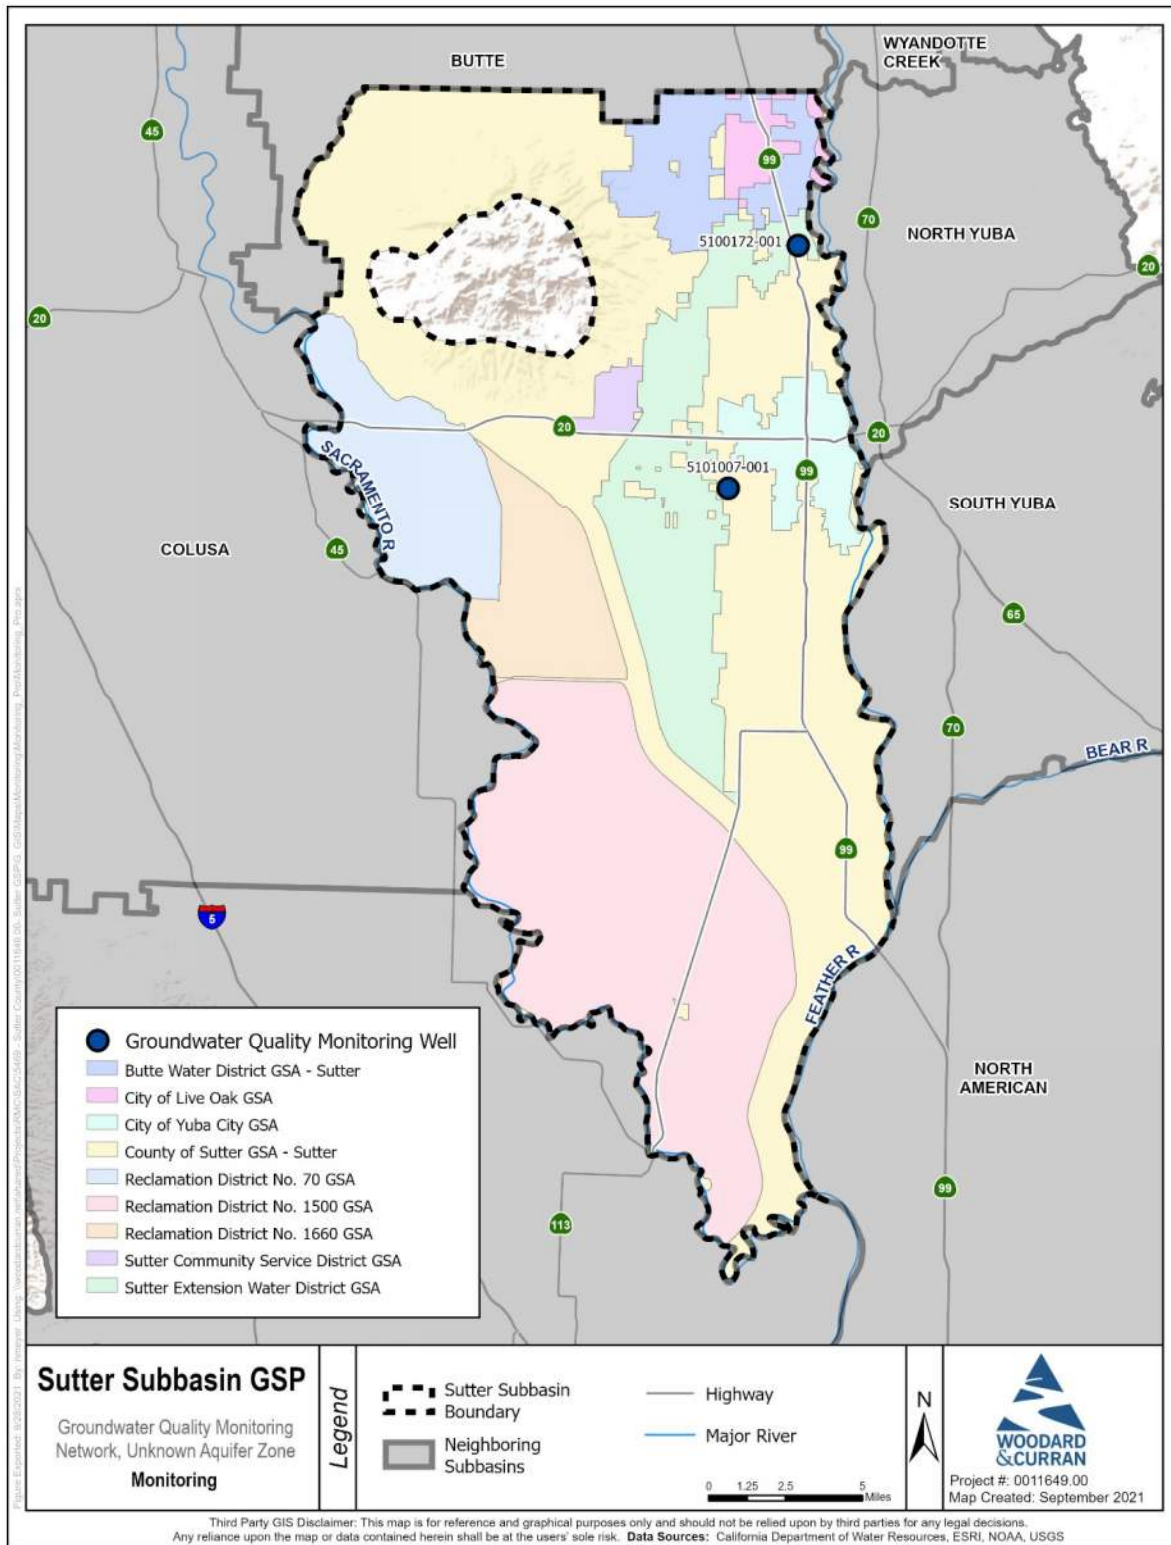 BUTTE
WYANDOTTE
CREEK
45
99
70
NORTH YUBA
5100172-001
20
20
20
20
SACRAMENTO R
5101007-001
99
SOUTH YUBA
COLUSA
45
65
70
BEAR R
99
5
FEATHER R
NORTH
AMERICAN
99
113
Groundwater Quality Monitoring Well
Butte Water District GSA - Sutter
City of Live Oak GSA
City of Yuba City GSA
County of Sutter GSA - Sutter
Reclamation District No. 70 GSA
Reclamation District No. 1500 GSA
Reclamation District No. 1660 GSA
Sutter Community Service District GSA
Sutter Extension Water District GSA
Sutter Subbasin GSP
Groundwater Quality Monitoring
Network, Unknown Aquifer Zone
Monitoring
Legend
Sutter Subbasin
Boundary
Neighboring
Subbasins
Highway
Major River
0 1.25 2.5 5
Miles
N
WOODARD
&CURRAN
Project #: 0011649.00
Map Created: September 2021
Third Party GIS Disclaimer: This map is for reference and graphical purposes only and should not be relied upon by third parties for any legal decisions.
Any reliance upon the map or data contained herein shall be at the users' sole risk. Data Sources: California Department of Water Resources, ESRI, NOAA, USGS